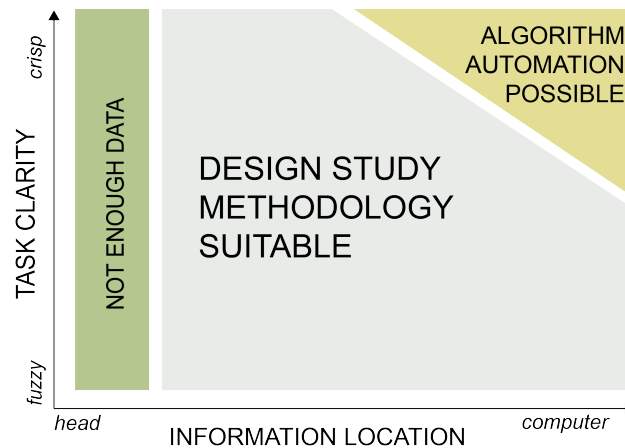 crisp
TASK CLARITY
fuzzy
NOT ENOUGH DATA
DESIGN STUDY
METHODOLOGY
SUITABLE
ALGORITHM
AUTOMATION
POSSIBLE
head
INFORMATION LOCATION
computer